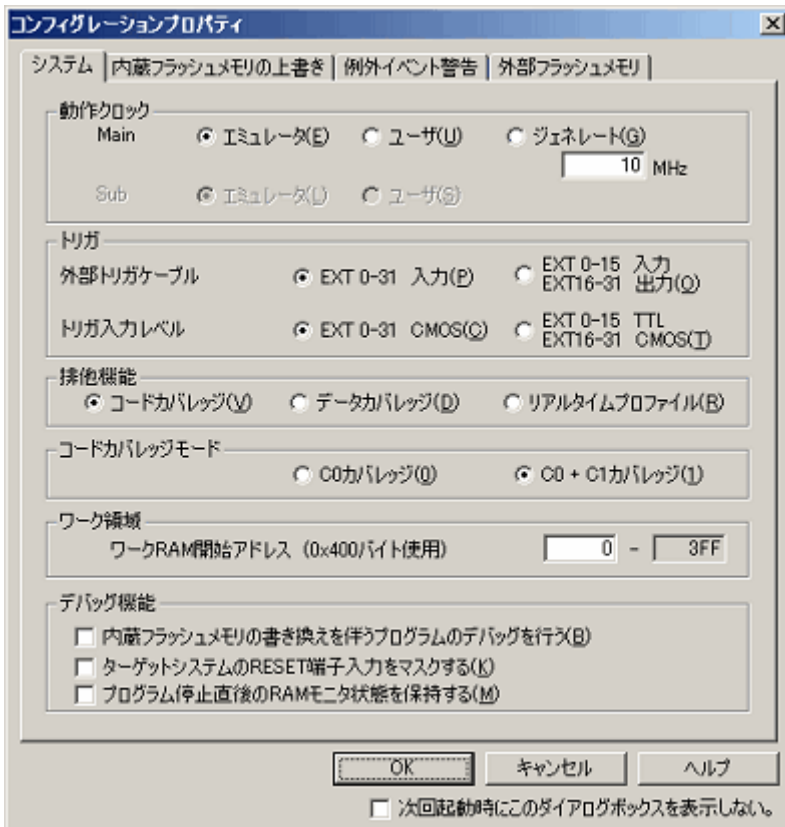 コンフィグレーションプロパティ
システム 内蔵フラッシュメモリの上書き 例外イベント警告 外部フラッシュメモリ
動作クロック
Main エミュレータ(E) ユーザ(U) ジェネレート(G)
10 MHz
Sub エミュレータ(L) ユーザ(S)
トリガ
外部トリガケーブル EXT 0-31 入力(P) EXT 0-15 入力
EXT16-31 出力(O)
トリガ入力レベル EXT 0-31 CMOS(C) EXT 0-15 TTL
EXT16-31 CMOS(T)
排他機能
コードカバレッジ(V) データカバレッジ(D) リアルタイムプロファイル(R)
コードカバレッジモード
C0カバレッジ(0) C0 + C1カバレッジ(1)
ワーク領域
ワークRAM開始アドレス (0x400バイト使用) 0 - 3FF
デバッグ機能
内蔵フラッシュメモリの書き換えを伴うプログラムのデバッグを行う(B)
ターゲットシステムのRESET端子入力をマスクする(K)
プログラム停止直後のRAMモニタ状態を保持する(M)
OK キャンセル ヘルプ
次回起動時にこのダイアログボックスを表示しない。